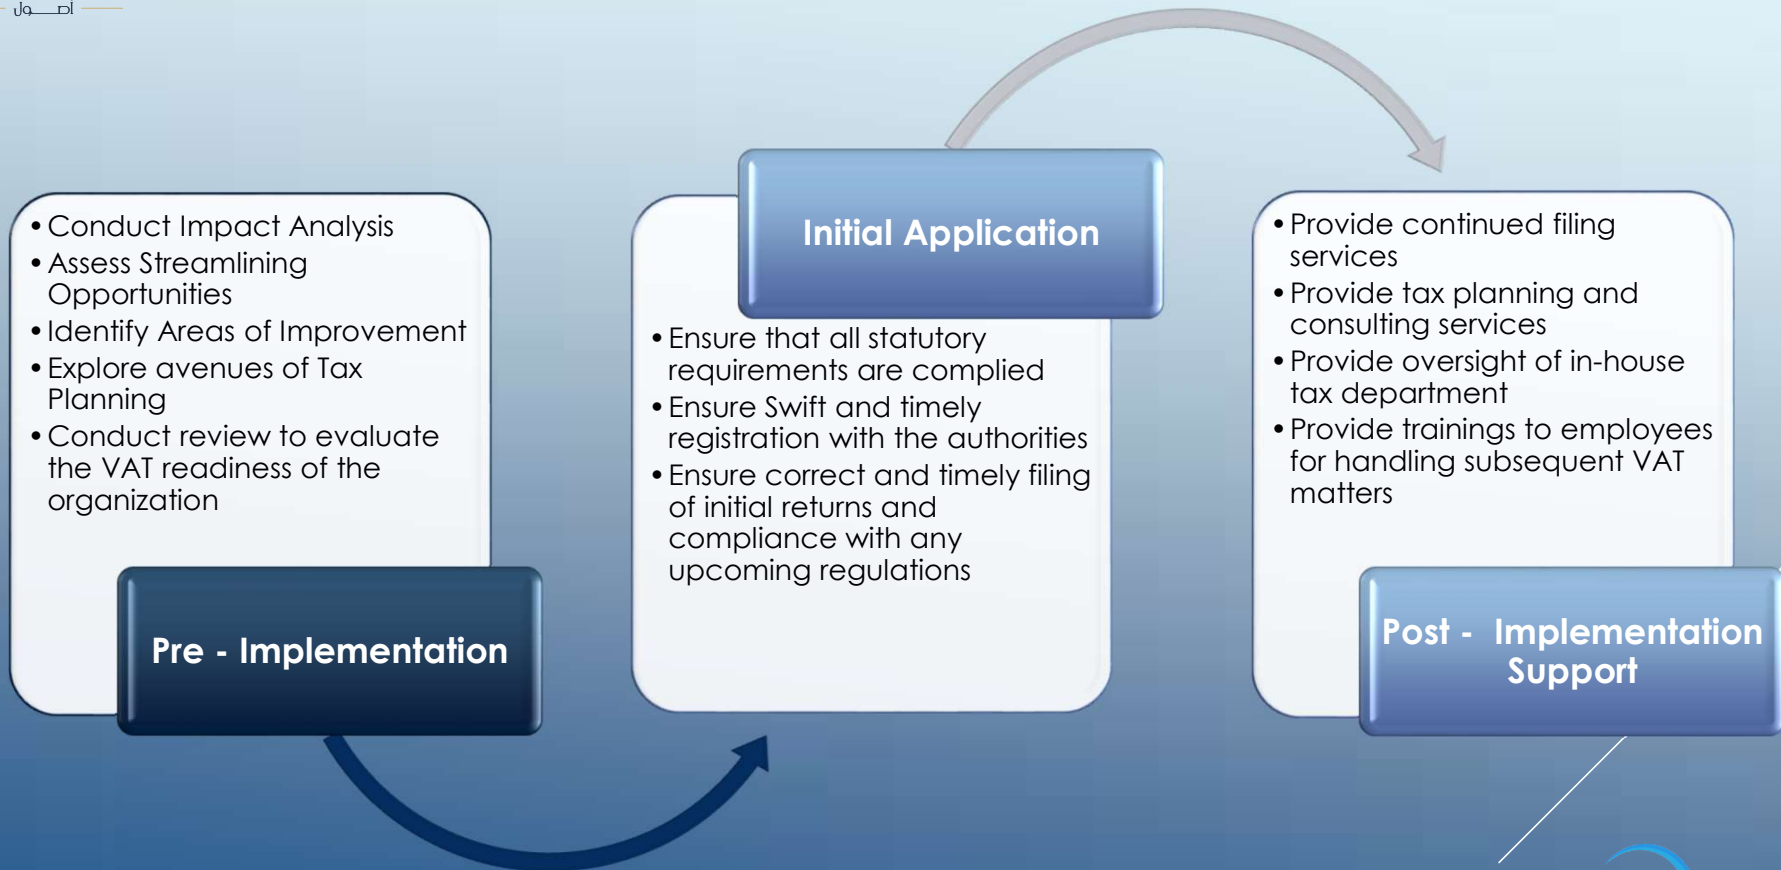 أصول
• Conduct Impact Analysis
• Assess Streamlining
Opportunities
• Identify Areas of Improvement
• Explore avenues of Tax
Planning
• Conduct review to evaluate
the VAT readiness of the
organization
Pre - Implementation
Initial Application
• Ensure that all statutory
requirements are complied
• Ensure Swift and timely
registration with the authorities
• Ensure correct and timely filing
of initial returns and
compliance with any
upcoming regulations
• Provide continued filing
services
• Provide tax planning and
consulting services
• Provide oversight of in-house
tax department
• Provide trainings to employees
for handling subsequent VAT
matters
Post - Implementation
Support